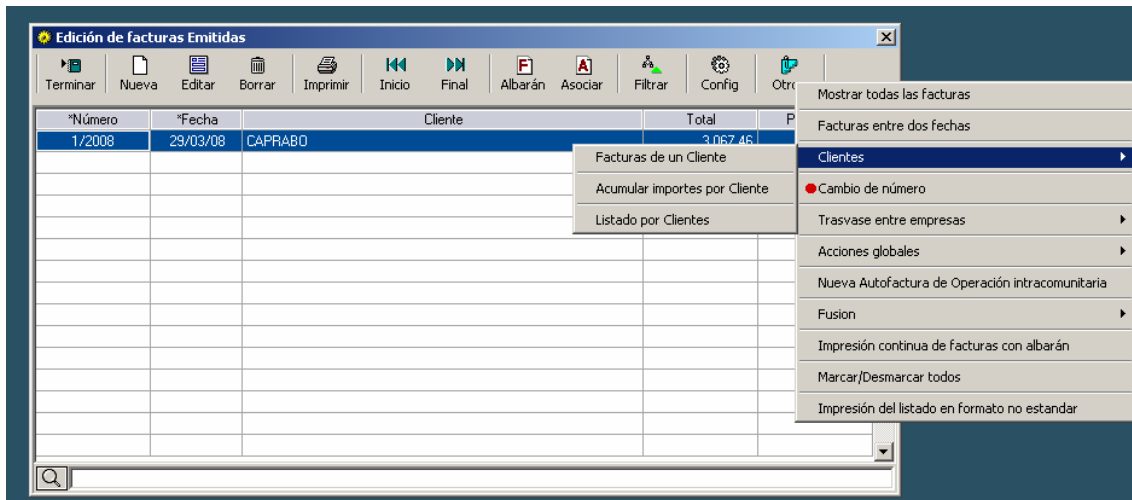 Edición de facturas Emitidas
Terminar Nueva Editar Borrar Imprimir Inicio Final Albarán Asociar Filtrar Config
*Número *Fecha Cliente Total
1/2008 29/03/08 CAPRABO 3.067,46
Facturas de un Cliente
Acumular importes por Cliente
Listado por Clientes
Mostrar todas las facturas
Facturas entre dos fechas
Clientes
Cambio de número
Trasvase entre empresas
Acciones globales
Nueva Autofactura de Operación intracomunitaria
Fusion
Impresión continua de facturas con albarán
Marcar/Desmarcar todos
Impresión del listado en formato no estandar